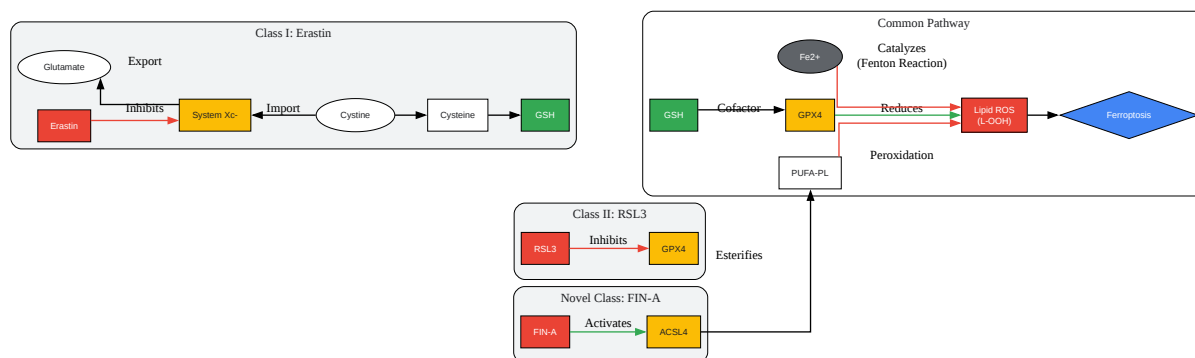 Class I: Erastin
Glutamate
Export
Erastin
Inhibits
System Xc-
Import
Cystine
Cysteine
GSH
Common Pathway
Fe2+
Catalyzes
(Fenton Reaction)
GSH
Cofactor
GPX4
Reduces
Lipid ROS
(L-OOH)
Ferroptosis
PUFA-PL
Peroxidation
Class II: RSL3
RSL3
Inhibits
GPX4
Esterifies
Novel Class: FIN-A
FIN-A
Activates
ACSL4